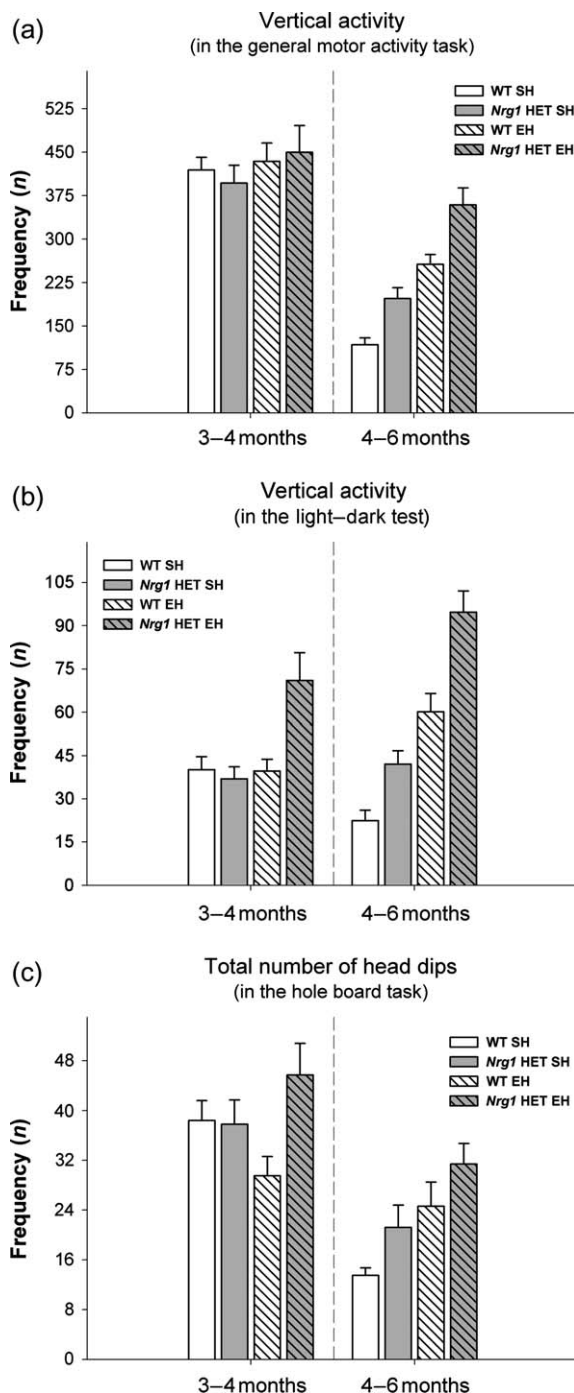 (a)
Vertical activity
(in the general motor activity task)
Frequency (n)
525
450
375
300
225
150
75
0
WT SH
Nrg1 HET SH
WT EH
Nrg1 HET EH
3–4 months
4–6 months
(b)
Vertical activity
(in the light–dark test)
Frequency (n)
105
90
75
60
45
30
15
0
WT SH
Nrg1 HET SH
WT EH
Nrg1 HET EH
3–4 months
4–6 months
(c)
Total number of head dips
(in the hole board task)
Frequency (n)
48
40
32
24
16
8
0
WT SH
Nrg1 HET SH
WT EH
Nrg1 HET EH
3–4 months
4–6 months